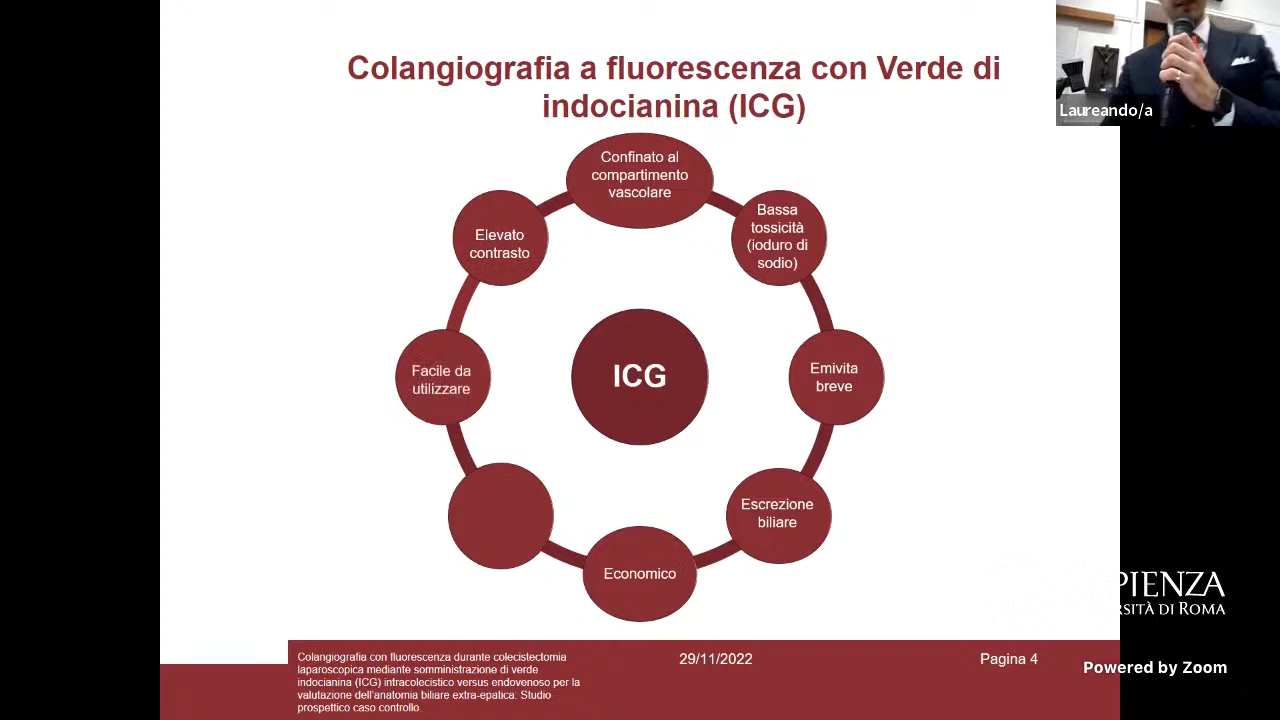 Colangiografia a fluorescenza con Verde di
indocianina (ICG)
Laureando/a
Confinato al
compartimento
vascolare
Bassa
tossicità
(ioduro di
sodio)
Elevato
contrasto
Facile da
utilizzare
ICG
Emivita
breve
Escrezione
biliare
Economico
PIENZA
RSITÀ DI ROMA
Colangiografia con fluorescenza durante colecistectomia
laparoscopica mediante somministrazione di verde
indocianina (ICG) intracolecistico versus endovenoso per la
valutazione dell'anatomia biliare extra-epatica: Studio
prospettico caso controllo
29/11/2022
Pagina 4
Powered by Zoom